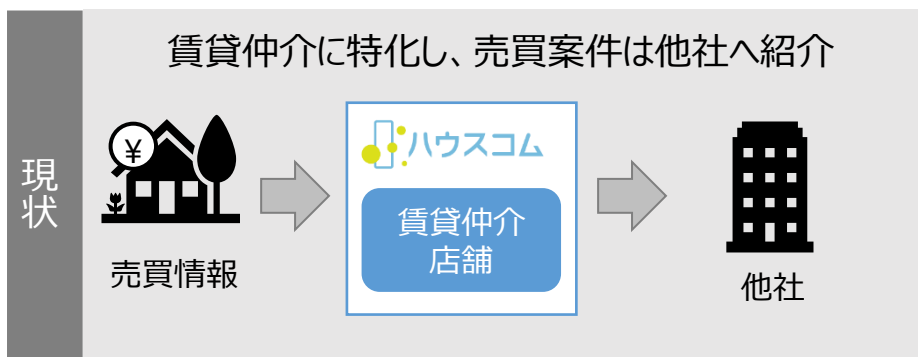 現状
賃貸仲介に特化し、売買案件は他社へ紹介
¥
売買情報
ハウスコム
賃貸仲介
店舗
他社